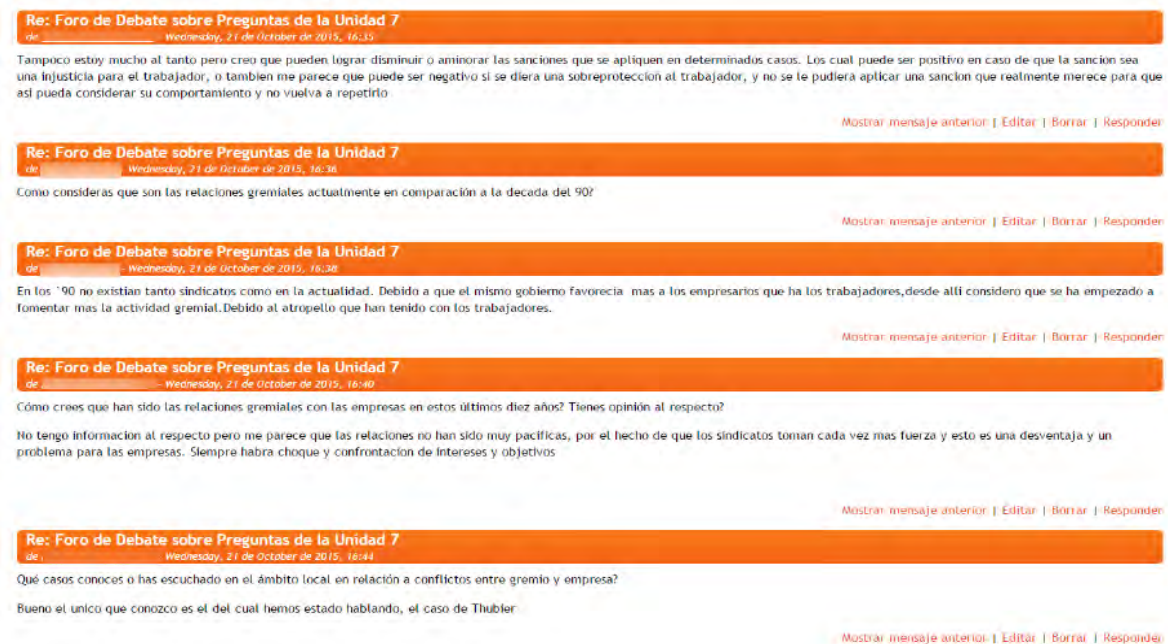 Re: Foro de Debate sobre Preguntas de la Unidad 7
de - Wednesday, 21 de October de 2015, 16:35
Tampoco estoy mucho al tanto pero creo que pueden lograr disminuir o aminorar las sanciones que se apliquen en determinados casos. Los cual puede ser positivo en caso de que la sancion sea
una injusticia para el trabajador, o tambien me parece que puede ser negativo si se diera una sobreproteccion al trabajador, y no se le pudiera aplicar una sancion que realmente merece para que
asi pueda considerar su comportamiento y no vuelva a repetirlo
Mostrar mensaje anterior | Editar | Borrar | Responder
Re: Foro de Debate sobre Preguntas de la Unidad 7
de - Wednesday, 21 de October de 2015, 16:36
Como consideras que son las relaciones gremiales actualmente en comparación a la decada del 90?
Mostrar mensaje anterior | Editar | Borrar | Responder
Re: Foro de Debate sobre Preguntas de la Unidad 7
de - Wednesday, 21 de October de 2015, 16:38
En los `90 no existian tanto sindicatos como en la actualidad. Debido a que el mismo gobierno favorecia mas a los empresarios que ha los trabajadores,desde alli considero que se ha empezado a
fomentar mas la actividad gremial.Debido al atropello que han tenido con los trabajadores.
Mostrar mensaje anterior | Editar | Borrar | Responder
Re: Foro de Debate sobre Preguntas de la Unidad 7
de - Wednesday, 21 de October de 2015, 16:40
Cómo crees que han sido las relaciones gremiales con las empresas en estos últimos diez años? Tienes opinión al respecto?
No tengo informacion al respecto pero me parece que las relaciones no han sido muy pacificas, por el hecho de que los sindicatos toman cada vez mas fuerza y esto es una desventaja y un
problema para las empresas. Siempre habra choque y confrontacion de intereses y objetivos
Mostrar mensaje anterior | Editar | Borrar | Responder
Re: Foro de Debate sobre Preguntas de la Unidad 7
de Wednesday, 21 de October de 2015, 16:44
Qué casos conoces o has escuchado en el ámbito local en relación a conflictos entre gremio y empresa?
Bueno el unico que conozco es el del cual hemos estado hablando, el caso de Thubier
Mostrar mensaje anterior | Editar | Borrar | Responder